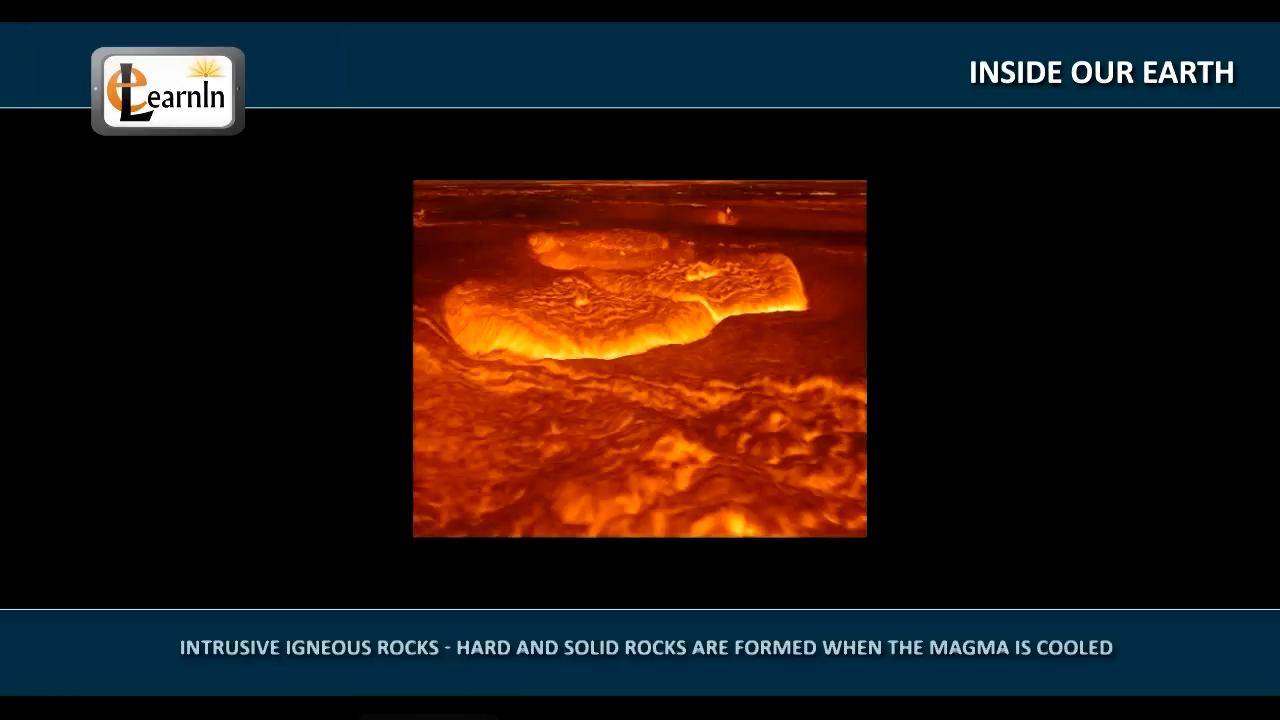 eLearnIn
INSIDE OUR EARTH
INTRUSIVE IGNEOUS ROCKS - HARD AND SOLID ROCKS ARE FORMED WHEN THE MAGMA IS COOLED